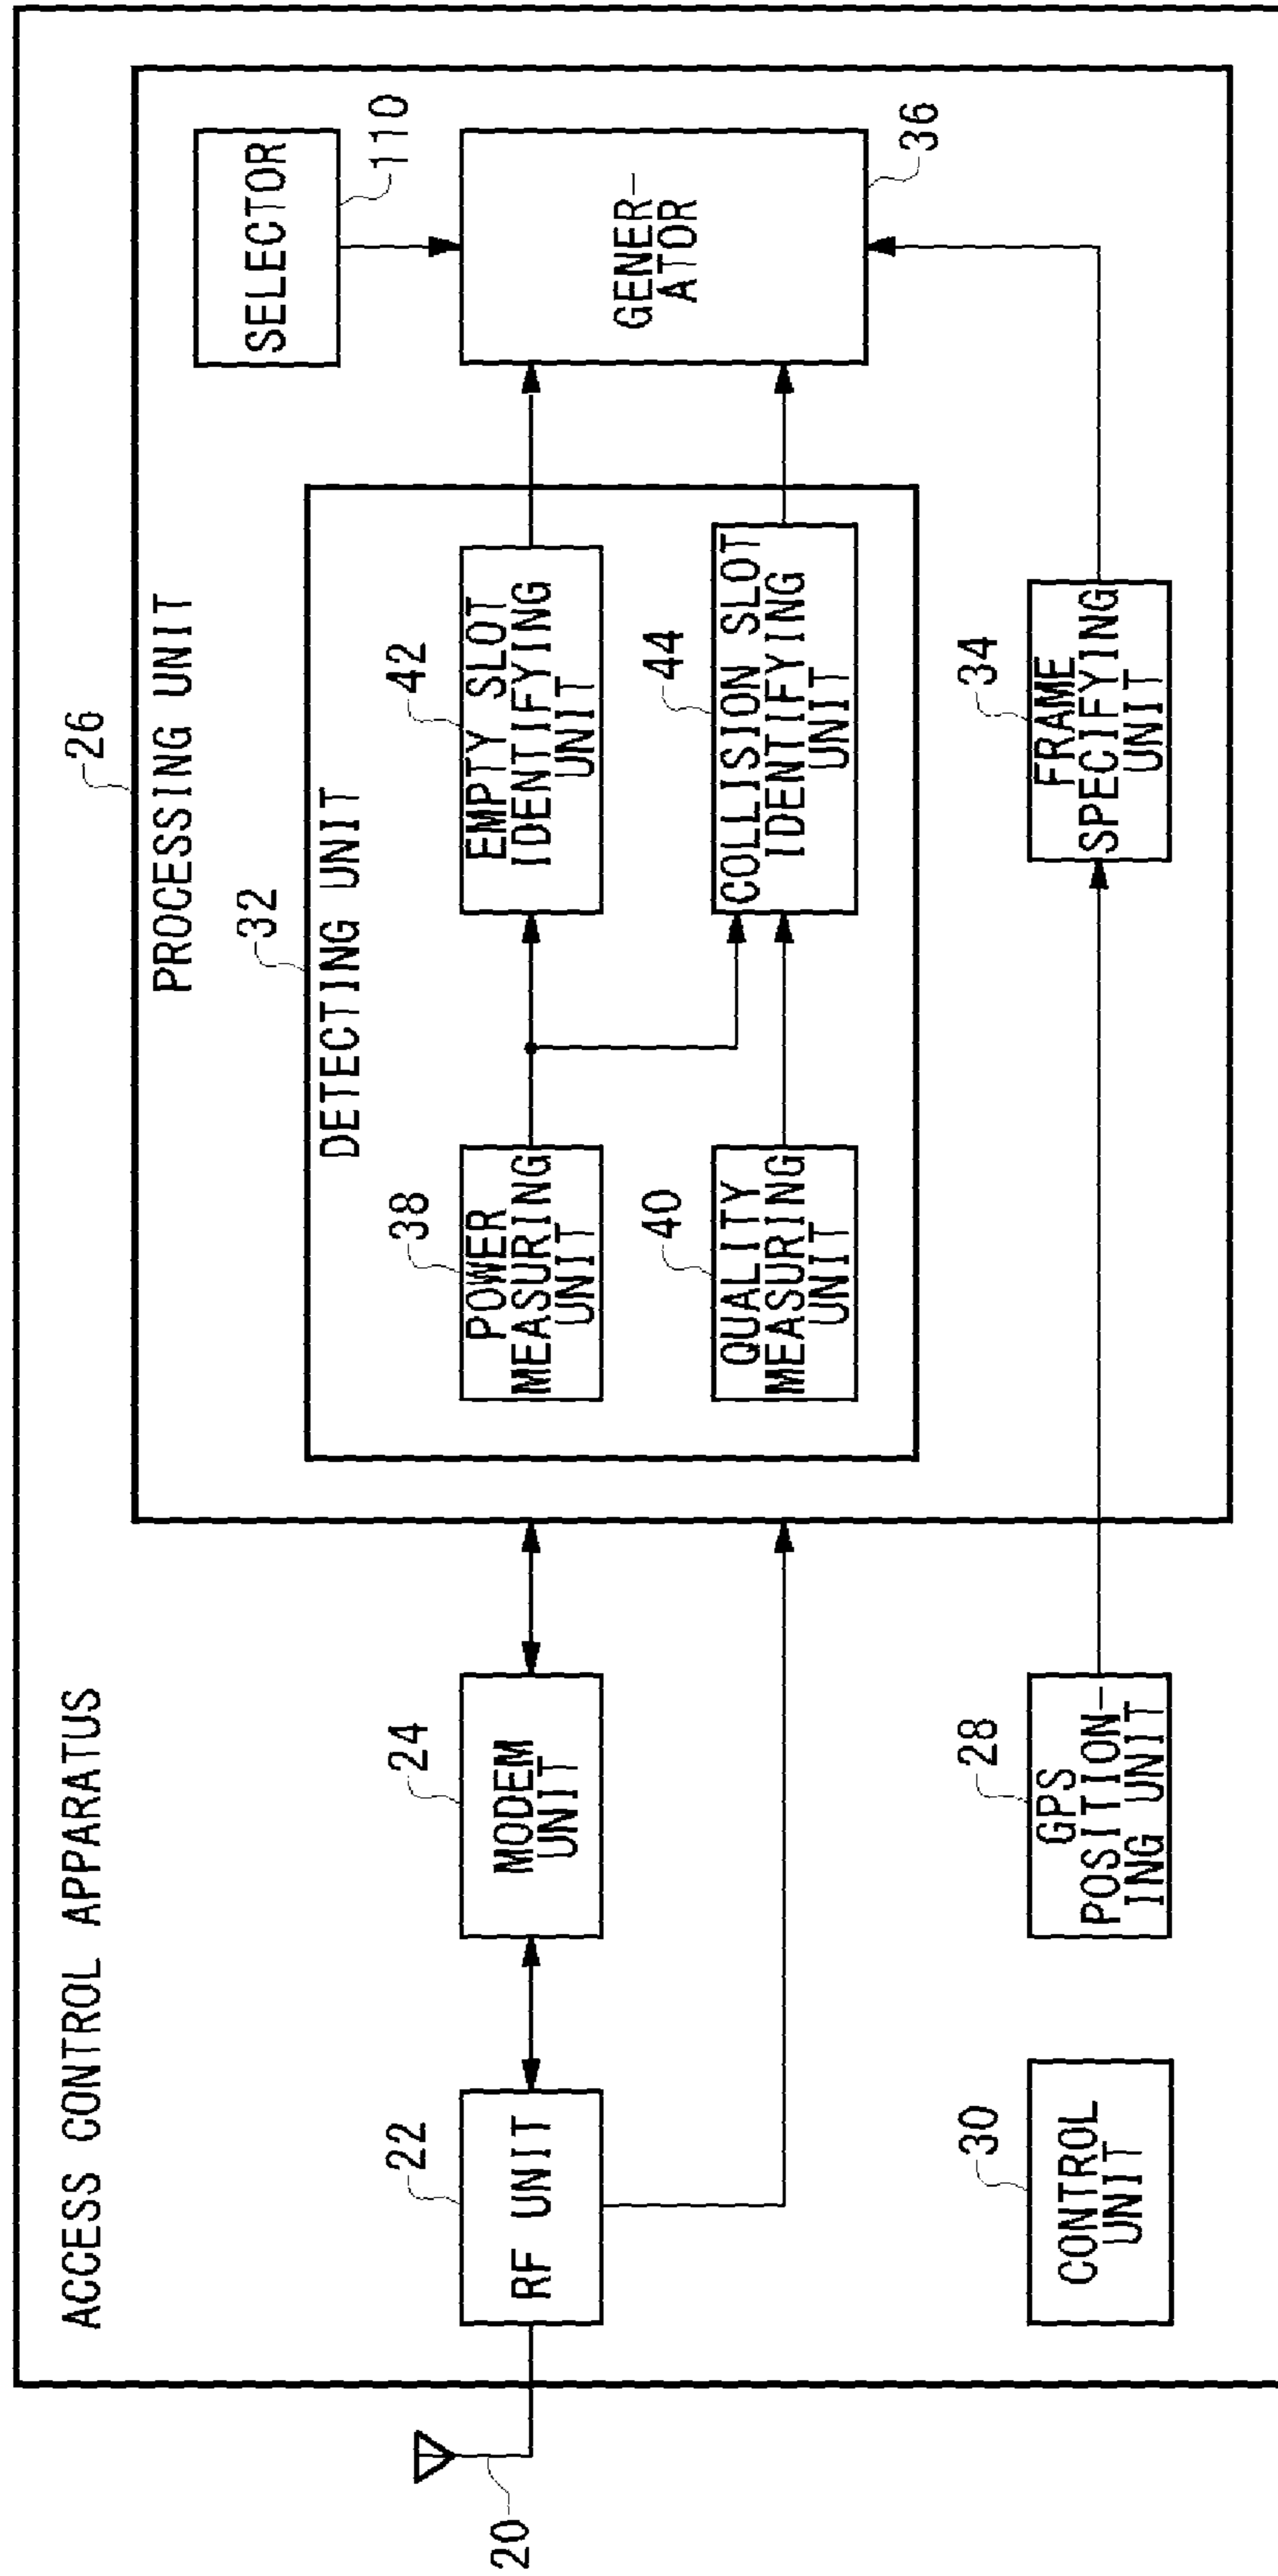 ACCESS CONTROL APPARATUS
26
PROCESSING UNIT
32
DETECTING UNIT
20
22
RF UNIT
24
MODEM
UNIT
38
POWER
MEASURING
UNIT
42
EMPTY SLOT
IDENTIFYING
UNIT
SELECTOR
110
40
QUALITY
MEASURING
UNIT
44
COLLISION SLOT
IDENTIFYING
UNIT
GENER-
ATOR
36
30
CONTROL
UNIT
28
GPS
POSITION-
ING UNIT
34
FRAME
SPECIFYING
UNIT